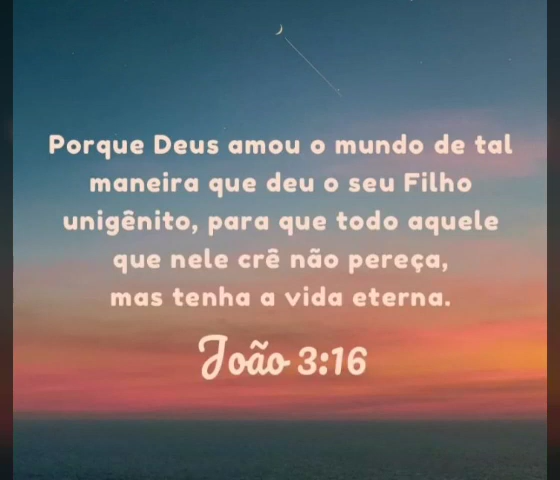 Porque Deus amou o mundo de tal
maneira que deu o seu Filho
unigênito, para que todo aquele
que nele crê não pereça,
mas tenha a vida eterna.
João 3:16